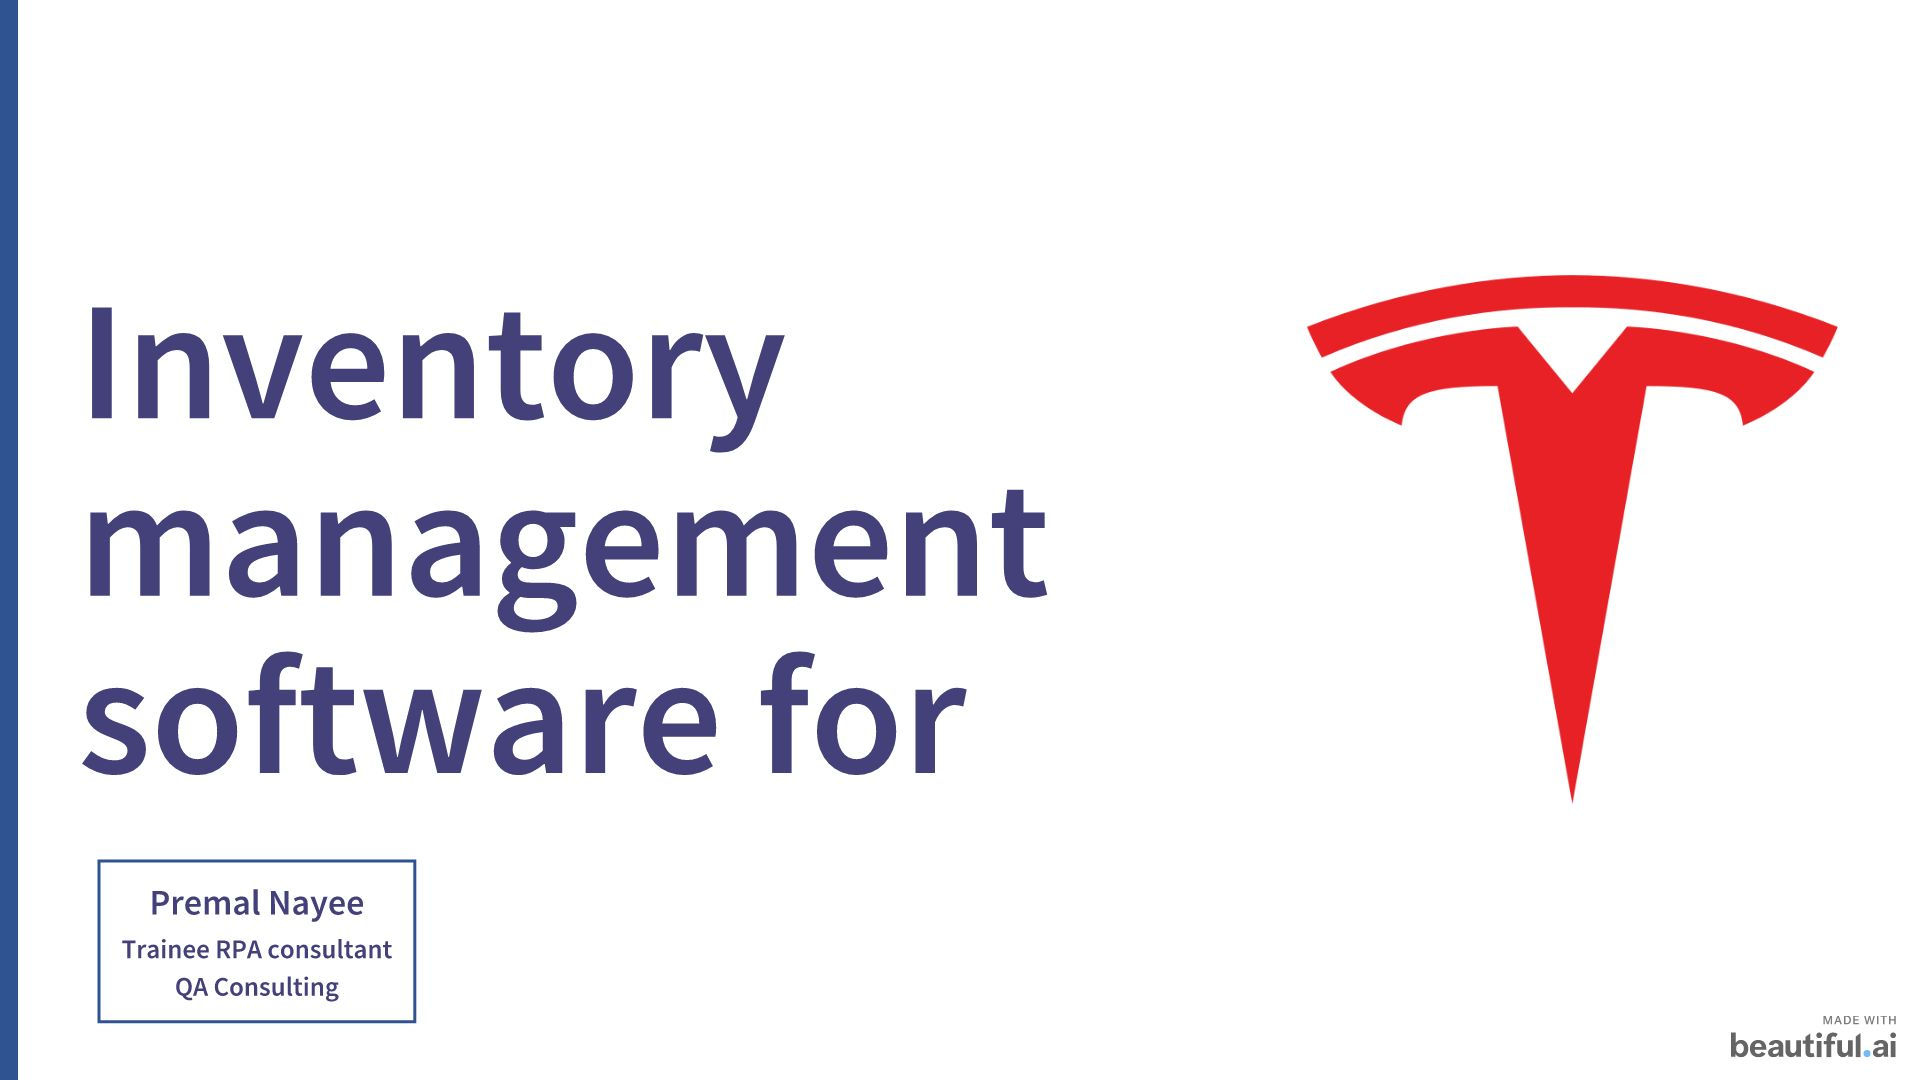 Inventory
management
software for
Premal Nayee
Trainee RPA consultant
QA Consulting
MADE WITH
beautiful.ai